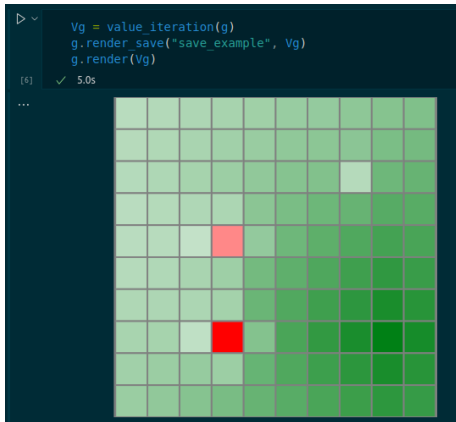 Vg = value_iteration(g)
g.render_save("save_example", Vg)
g.render(Vg)
[6] ✓ 5.0s
...